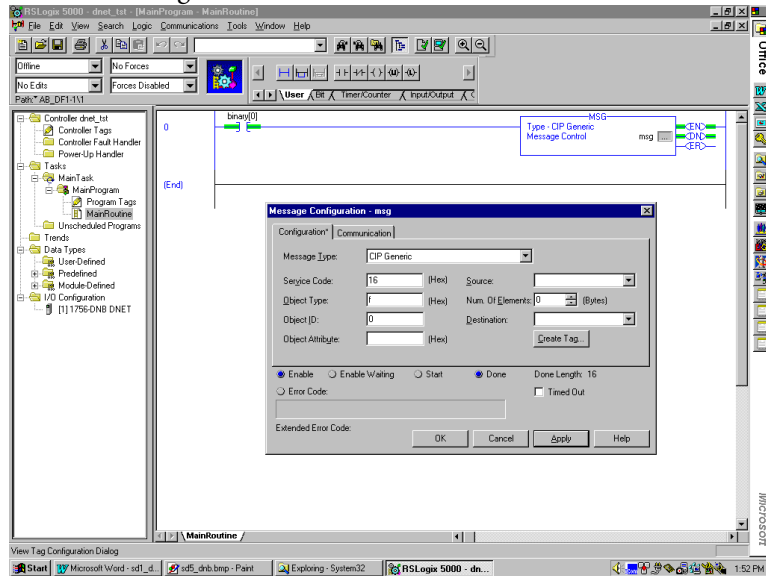 RSLogix 5000 - dnet_tst - [MainProgram - MainRoutine]
File Edit View Search Logic Communications Tools Window Help
Offline No Forces
No Edits Forces Disabled
Path: AB_DF1-1\1
User Bit Timer/Counter Input/Output
Controller dnet_tst
Controller Tags
Controller Fault Handler
Power-Up Handler
Tasks
MainTask
MainProgram
Program Tags
MainRoutine
Unscheduled Programs
Trends
Data Types
User-Defined
Predefined
Module-Defined
I/O Configuration
[1] 1756-DNB DNET
0
binary[0]
MSG
Type - CIP Generic
Message Control msg ...
EN
DN
ER
(End)
Message Configuration - msg
Configuration* Communication
Message Type: CIP Generic
Service Code: 16 (Hex) Source:
Object Type: f (Hex) Num. Of Elements: 0 (Bytes)
Object ID: 0 Destination:
Object Attribute: (Hex) Create Tag...
Enable Enable Waiting Start Done Done Length: 16
Error Code: Timed Out
Extended Error Code:
OK Cancel Apply Help
MainRoutine
View Tag Configuration Dialog
Start Microsoft Word - sd1_d... sd5_dnb.bmp - Paint Exploring - System32 RSLogix 5000 - dn... 1:52 PM
Office
Microsoft